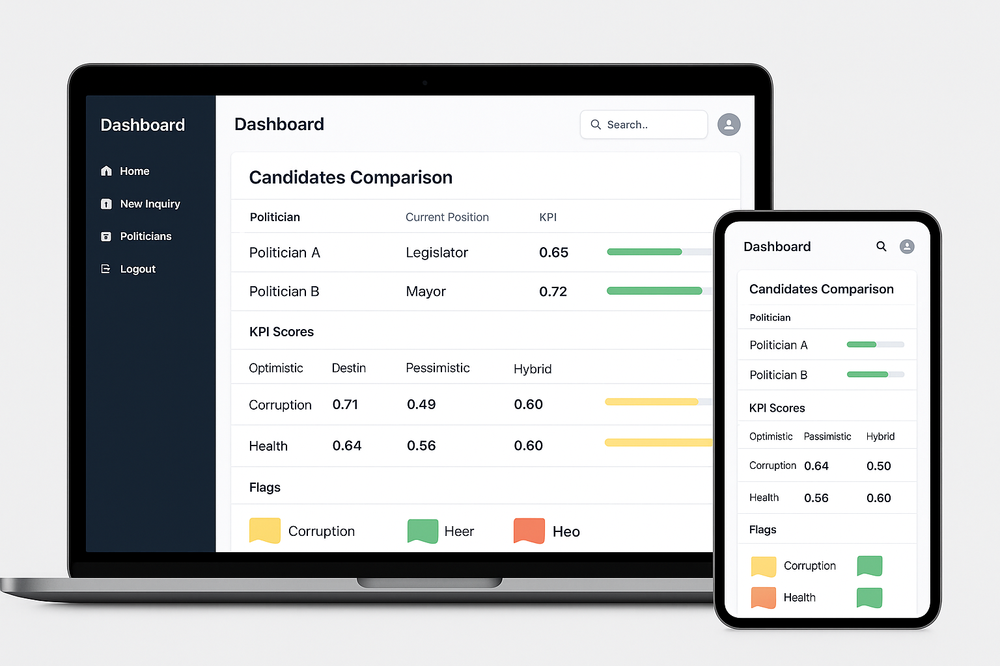 Dashboard
Home
New Inquiry
Politicians
Logout
Dashboard
Search..
Candidates Comparison
Politician Current Position KPI
Politician A Legislator 0.65
Politician B Mayor 0.72
KPI Scores
Optimistic Destin Pessimistic Hybrid
Corruption 0.71 0.49 0.60
Health 0.64 0.56 0.60
Flags
Corruption Heer Heo
Dashboard
Candidates Comparison
Politician
Politician A
Politician B
KPI Scores
Optimistic Passimistic Hybrid
Corruption 0.64 0.50
Health 0.56 0.60
Flags
Corruption
Health